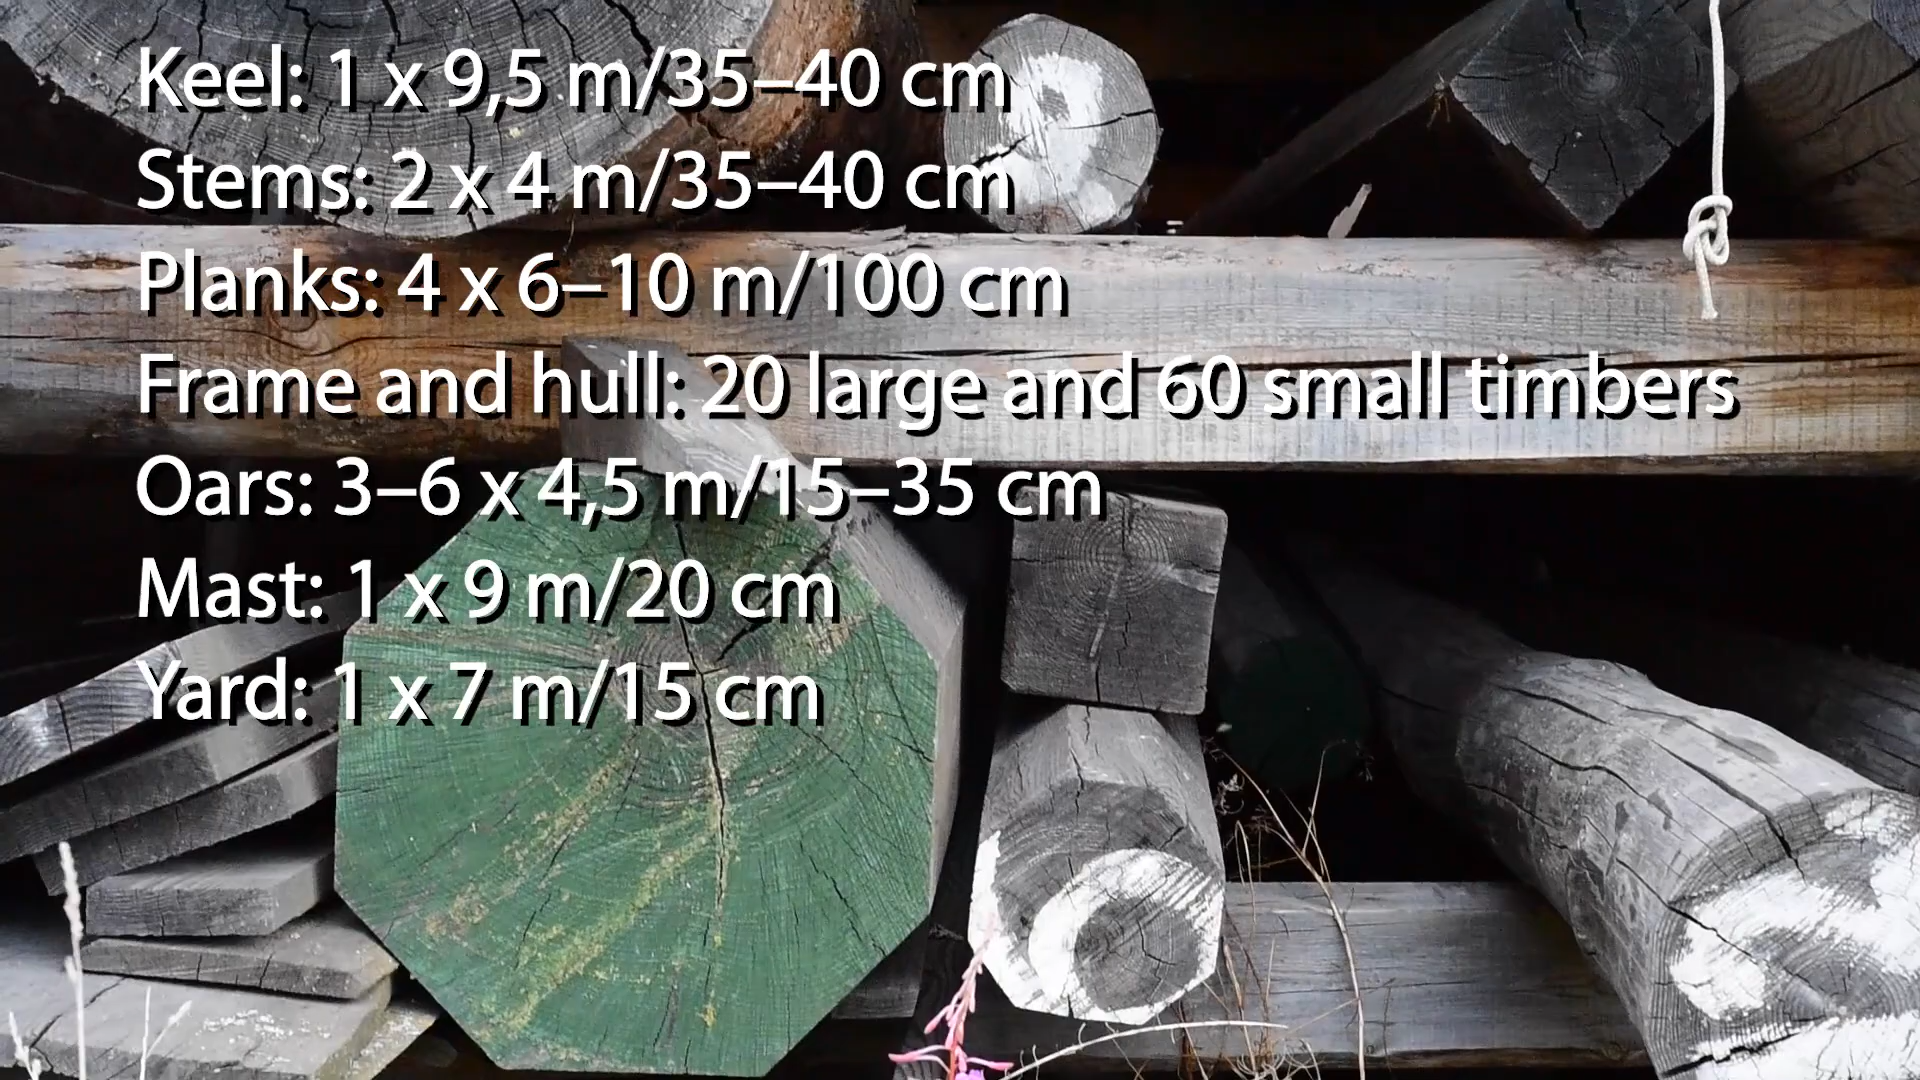 Keel: 1 x 9,5 m/35–40 cm
Stems: 2 x 4 m/35–40 cm
Planks: 4 x 6–10 m/100 cm
Frame and hull: 20 large and 60 small timbers
Oars: 3–6 x 4,5 m/15–35 cm
Mast: 1 x 9 m/20 cm
Yard: 1 x 7 m/15 cm